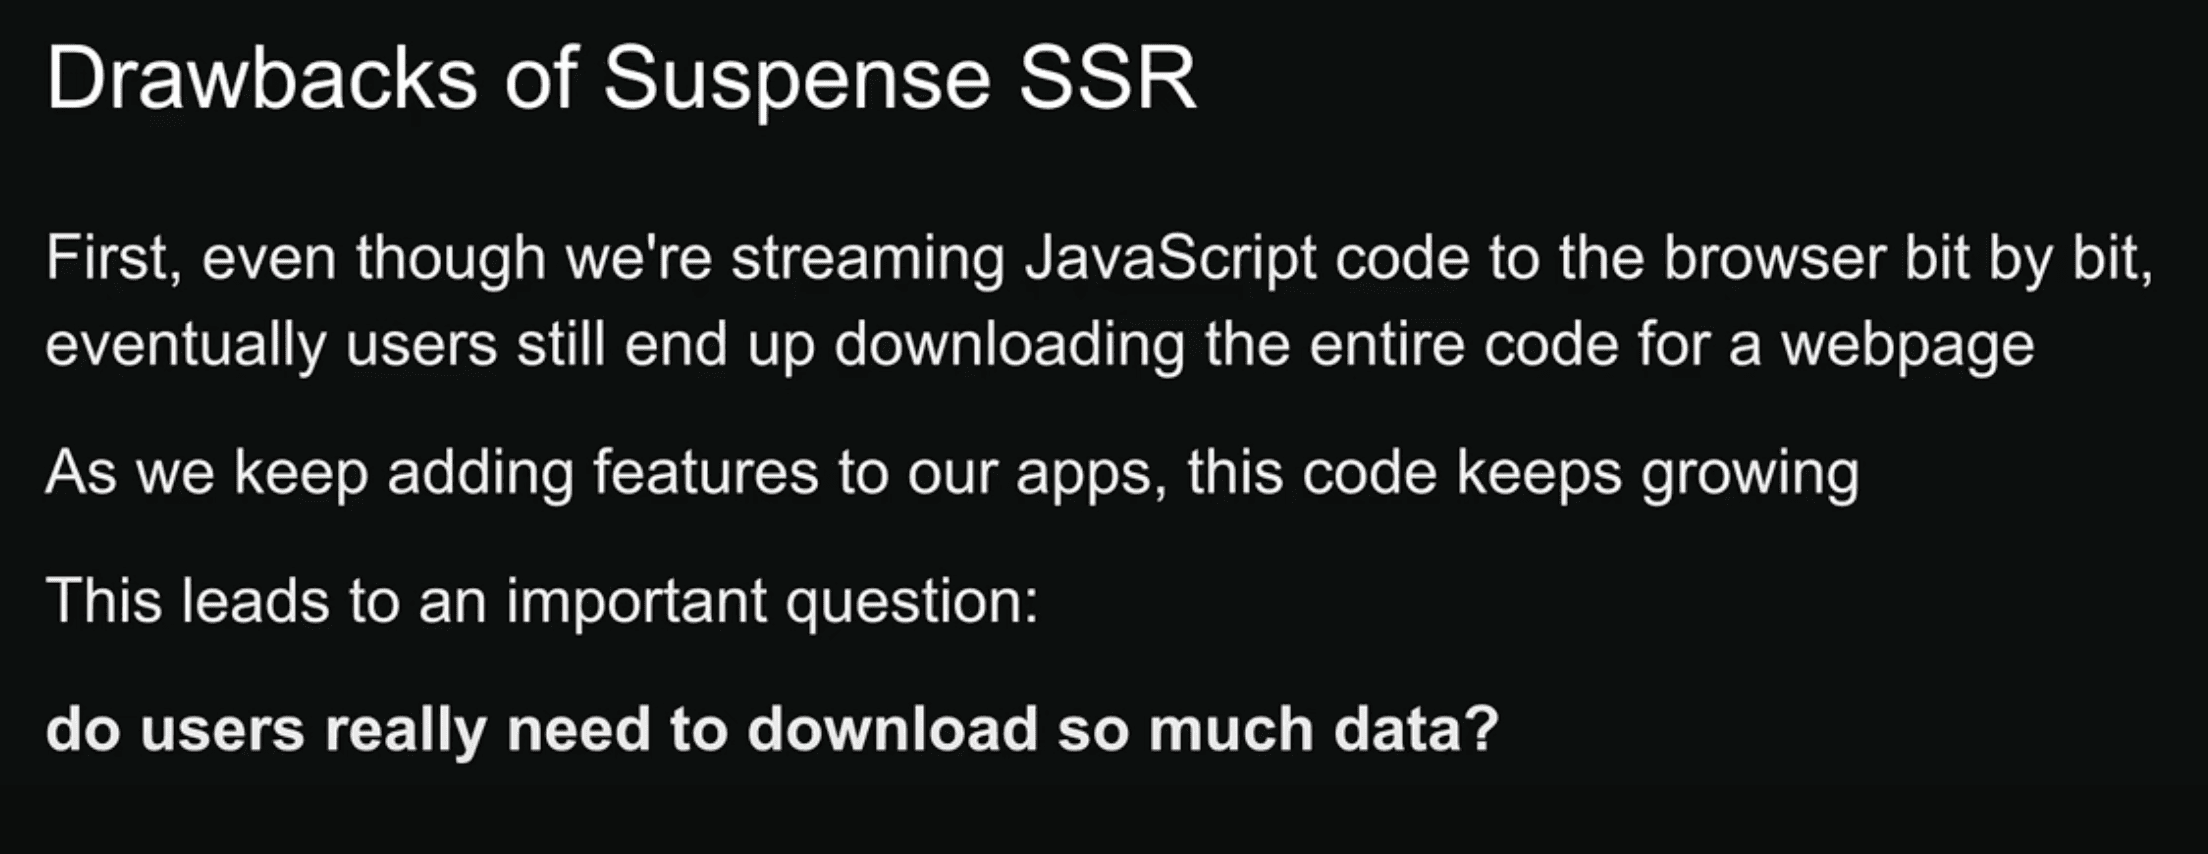 Drawbacks of Suspense SSR
First, even though we're streaming JavaScript code to the browser bit by bit,
eventually users still end up downloading the entire code for a webpage
As we keep adding features to our apps, this code keeps growing
This leads to an important question:
do users really need to download so much data?